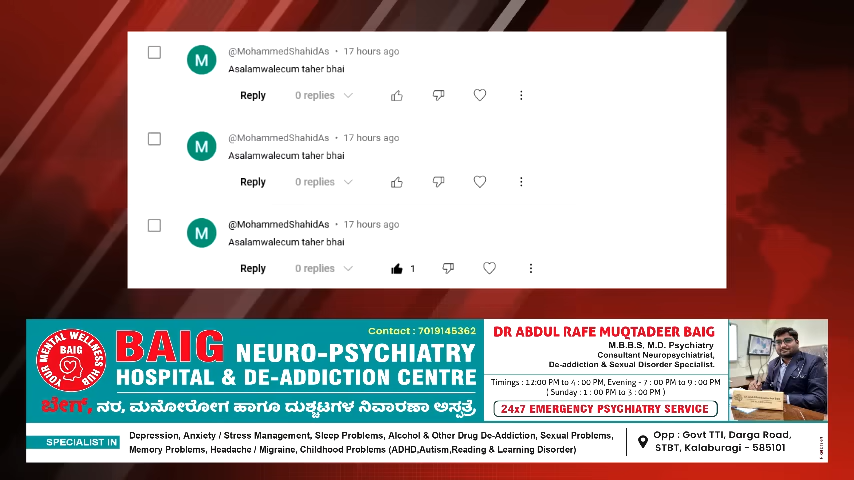 @MohammedShahidAs • 17 hours ago
Asalamwalecum taher bhai
Reply 0 replies
M
@MohammedShahidAs • 17 hours ago
Asalamwalecum taher bhai
Reply 0 replies
M
@MohammedShahidAs • 17 hours ago
Asalamwalecum taher bhai
Reply 0 replies 1
M
YOUR MENTAL WELLNESS HUB
BAIG
Contact : 7019145362
BAIG NEURO-PSYCHIATRY
HOSPITAL & DE-ADDICTION CENTRE
ಬೇಗ್, ನರ, ಮನೋರೋಗ ಹಾಗೂ ದುಶ್ಚಟಗಳ ನಿವಾರಣಾ ಆಸ್ಪತ್ರೆ
DR ABDUL RAFE MUQTADEER BAIG
M.B.B.S, M.D. Psychiatry
Consultant Neuropsychiatrist,
De-addiction & Sexual Disorder Specialist.
Timings : 12:00 PM to 4 : 00 PM, Evening - 7 : 00 PM to 9 : 00 PM
( Sunday : 1 : 00 PM to 3 : 00 PM )
24x7 EMERGENCY PSYCHIATRY SERVICE
SPECIALIST IN
Depression, Anxiety / Stress Management, Sleep Problems, Alcohol & Other Drug De-Addiction, Sexual Problems,
Memory Problems, Headache / Migraine, Childhood Problems (ADHD,Autism,Reading & Learning Disorder)
Opp : Govt TTI, Darga Road,
STBT, Kalaburagi - 585101